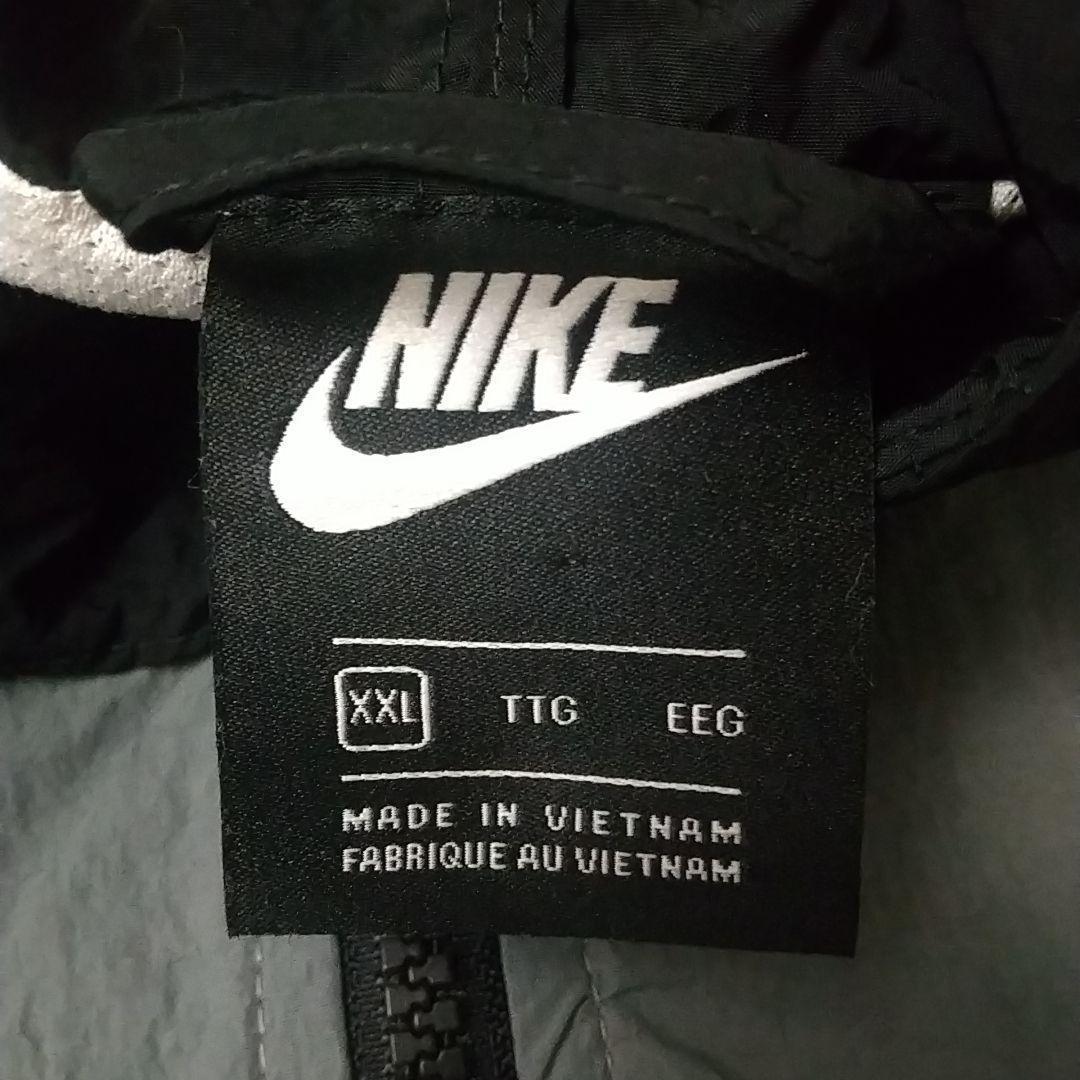 NIKE
XXL TTG EEG
MADE IN VIETNAM
FABRIQUE AU VIETNAM